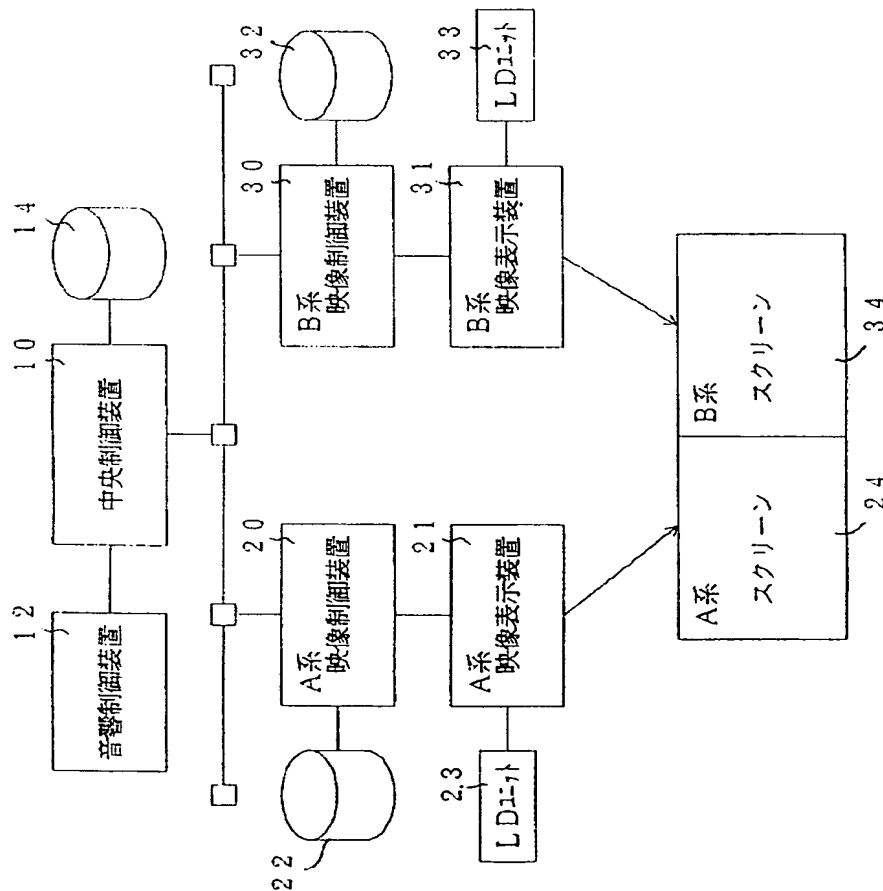 12
音響制御装置
10
中央制御装置
14
20
A系
映像制御装置
22
30
B系
映像制御装置
32
21
A系
映像表示装置
23
LDユニット
31
B系
映像表示装置
33
LDユニット
A系
スクリーン
24
B系
スクリーン
34